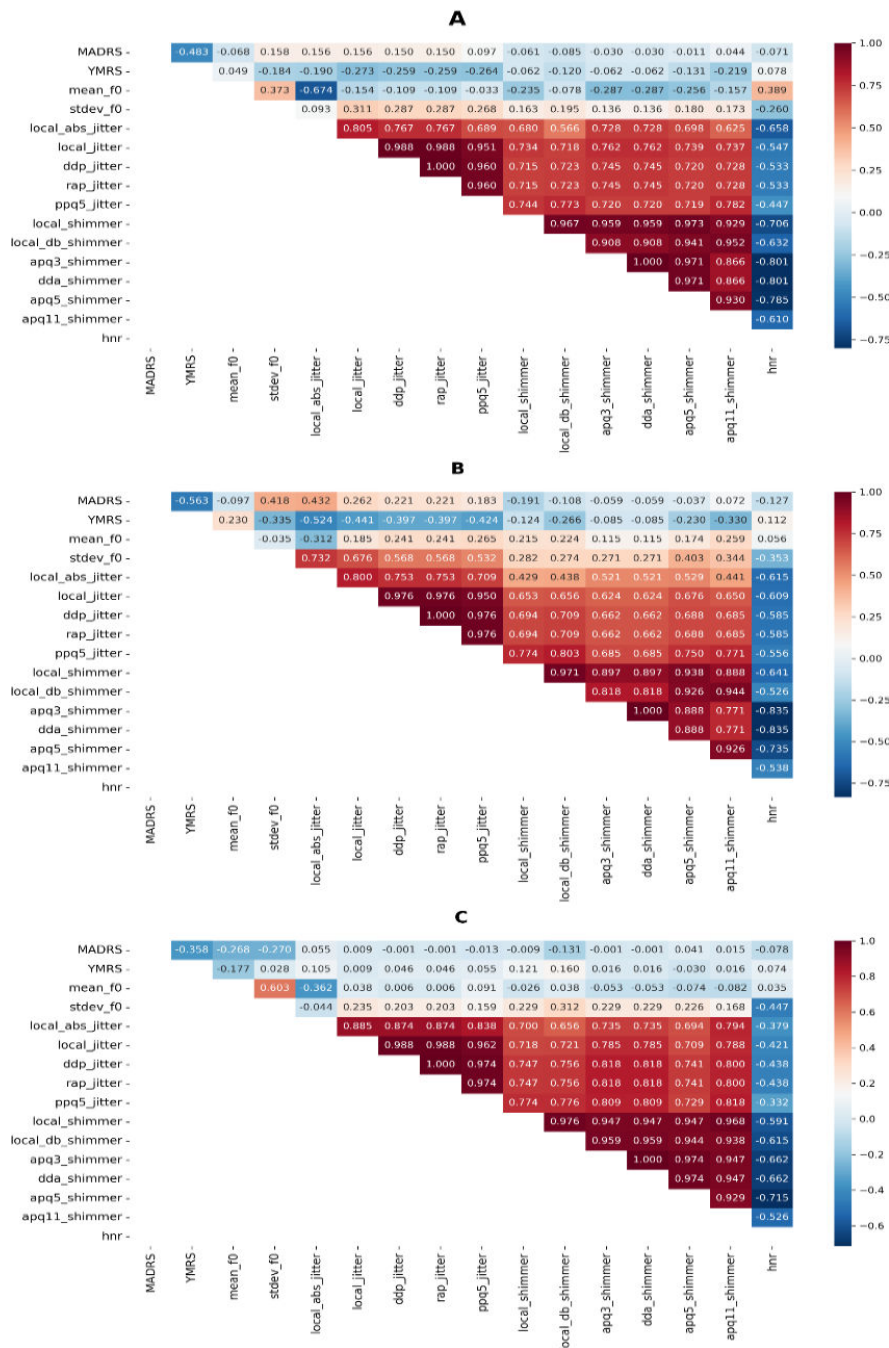 A
MADRS - -0.483 -0.068 0.158 0.156 0.156 0.150 0.150 0.097 -0.061 -0.085 -0.030 -0.030 -0.011 0.044 -0.071 1.00
YMRS - 0.049 -0.184 -0.190 -0.273 -0.259 -0.259 -0.264 -0.062 -0.120 -0.062 -0.062 -0.131 -0.219 0.078
mean_f0 - 0.373 -0.674 -0.154 -0.109 -0.109 -0.033 -0.235 -0.078 -0.287 -0.287 -0.256 -0.157 0.389 0.75
stdev_f0 - 0.093 0.311 0.287 0.287 0.268 0.163 0.195 0.136 0.136 0.180 0.173 -0.260
local_abs_jitter - 0.805 0.767 0.767 0.689 0.680 0.566 0.728 0.728 0.698 0.625 -0.658 0.50
local_jitter - 0.988 0.988 0.951 0.734 0.718 0.762 0.762 0.739 0.737 -0.547
ddp_jitter - 1.000 0.960 0.715 0.723 0.745 0.745 0.720 0.728 -0.533 0.25
rap_jitter - 0.960 0.715 0.723 0.745 0.745 0.720 0.728 -0.533
ppq5_jitter - 0.744 0.773 0.720 0.720 0.719 0.782 -0.447 0.00
local_shimmer - 0.967 0.959 0.959 0.973 0.929 -0.706
local_db_shimmer - 0.908 0.908 0.941 0.952 -0.632 -0.25
apq3_shimmer - 1.000 0.971 0.866 -0.801
dda_shimmer - 0.971 0.866 -0.801 -0.50
apq5_shimmer - 0.930 -0.785
apq11_shimmer - -0.610
hnr - -0.75
MADRS - YMRS - mean_f0 - stdev_f0 - local_abs_jitter - local_jitter - ddp_jitter - rap_jitter - ppq5_jitter - local_shimmer - local_db_shimmer - apq3_shimmer - dda_shimmer - apq5_shimmer - apq11_shimmer - hnr -
B
MADRS - -0.563 -0.097 0.418 0.432 0.262 0.221 0.221 0.183 -0.191 -0.108 -0.059 -0.059 -0.037 0.072 -0.127 1.00
YMRS - 0.230 -0.335 -0.524 -0.441 -0.397 -0.397 -0.424 -0.124 -0.266 -0.085 -0.085 -0.230 -0.330 0.112
mean_f0 - -0.035 -0.312 0.185 0.241 0.241 0.265 0.215 0.224 0.115 0.115 0.174 0.259 0.056 0.75
stdev_f0 - 0.732 0.676 0.568 0.568 0.532 0.282 0.274 0.271 0.271 0.403 0.344 -0.353
local_abs_jitter - 0.800 0.753 0.753 0.709 0.429 0.438 0.521 0.521 0.529 0.441 -0.615 0.50
local_jitter - 0.976 0.976 0.950 0.653 0.656 0.624 0.624 0.676 0.650 -0.609
ddp_jitter - 1.000 0.976 0.694 0.709 0.662 0.662 0.688 0.685 -0.585 0.25
rap_jitter - 0.976 0.694 0.709 0.662 0.662 0.688 0.685 -0.585
ppq5_jitter - 0.774 0.803 0.685 0.685 0.750 0.771 -0.556 0.00
local_shimmer - 0.971 0.897 0.897 0.938 0.888 -0.641
local_db_shimmer - 0.818 0.818 0.926 0.944 -0.526 -0.25
apq3_shimmer - 1.000 0.888 0.771 -0.835
dda_shimmer - 0.888 0.771 -0.835 -0.50
apq5_shimmer - 0.926 -0.735
apq11_shimmer - -0.538 -0.75
hnr -
MADRS - YMRS - mean_f0 - stdev_f0 - local_abs_jitter - local_jitter - ddp_jitter - rap_jitter - ppq5_jitter - local_shimmer - local_db_shimmer - apq3_shimmer - dda_shimmer - apq5_shimmer - apq11_shimmer - hnr -
C
MADRS - -0.358 -0.268 -0.270 0.055 0.009 -0.001 -0.001 -0.013 -0.009 -0.131 -0.001 -0.001 0.041 0.015 -0.078 1.0
YMRS - -0.177 0.028 0.105 0.009 0.046 0.046 0.055 0.121 0.160 0.016 0.016 -0.030 0.016 0.074
mean_f0 - 0.603 -0.362 0.038 0.006 0.006 0.091 -0.026 0.038 -0.053 -0.053 -0.074 -0.082 0.035 0.8
stdev_f0 - -0.044 0.235 0.203 0.203 0.159 0.229 0.312 0.229 0.229 0.226 0.168 -0.447
local_abs_jitter - 0.885 0.874 0.874 0.838 0.700 0.656 0.735 0.735 0.694 0.794 -0.379 0.6
local_jitter - 0.988 0.988 0.962 0.718 0.721 0.785 0.785 0.709 0.788 -0.421 0.4
ddp_jitter - 1.000 0.974 0.747 0.756 0.818 0.818 0.741 0.800 -0.438
rap_jitter - 0.974 0.747 0.756 0.818 0.818 0.741 0.800 -0.438 0.2
ppq5_jitter - 0.774 0.776 0.809 0.809 0.729 0.818 -0.332
local_shimmer - 0.976 0.947 0.947 0.947 0.968 -0.591 0.0
local_db_shimmer - 0.959 0.959 0.944 0.938 -0.615 -0.2
apq3_shimmer - 1.000 0.974 0.947 -0.662
dda_shimmer - 0.974 0.947 -0.662 -0.4
apq5_shimmer - 0.929 -0.715
apq11_shimmer - -0.526 -0.6
hnr -
MADRS - YMRS - mean_f0 - stdev_f0 - local_abs_jitter - local_jitter - ddp_jitter - rap_jitter - ppq5_jitter - local_shimmer - ocal_db_shimmer - apq3_shimmer - dda_shimmer - apq5_shimmer - apq11_shimmer - hnr -